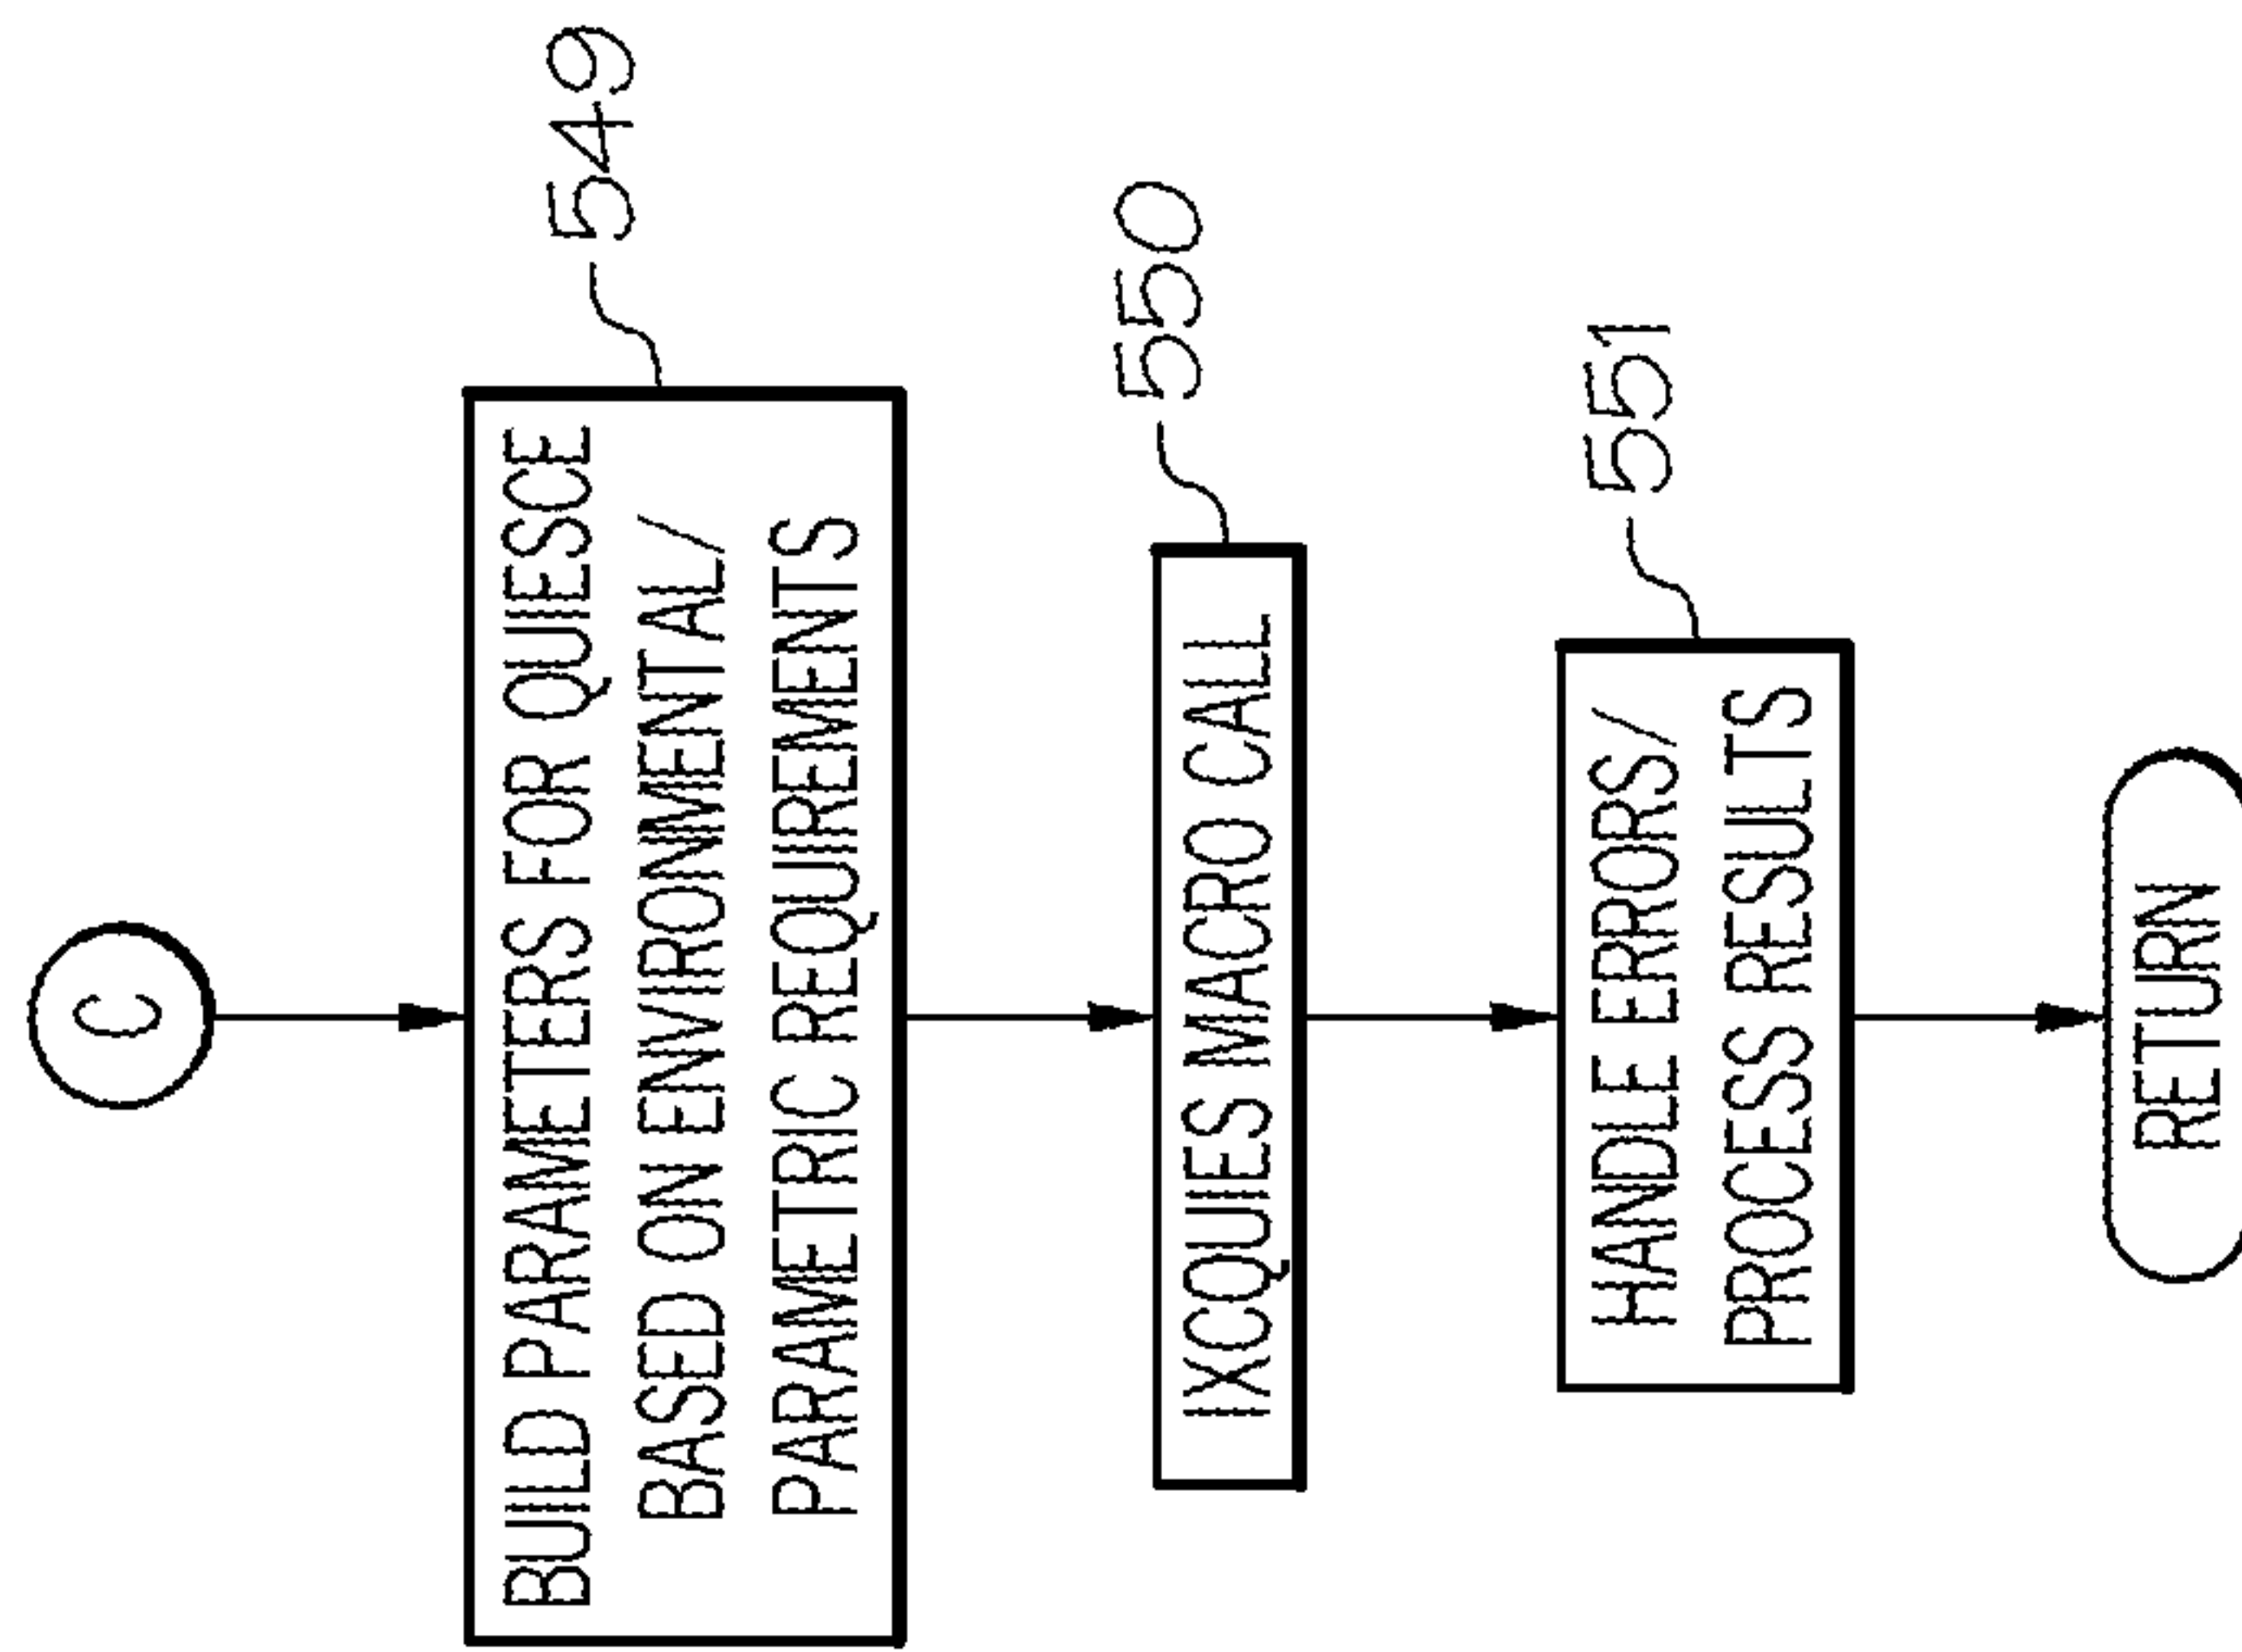 C
BUILD PARAMETERS FOR QUIESCE
BASED ON ENVIRONMENTAL/
PARAMETRIC REQUIREMENTS
549
IXCQUIES MACRO CALL
550
HANDLE ERRORS/
PROCESS RESULTS
551
RETURN